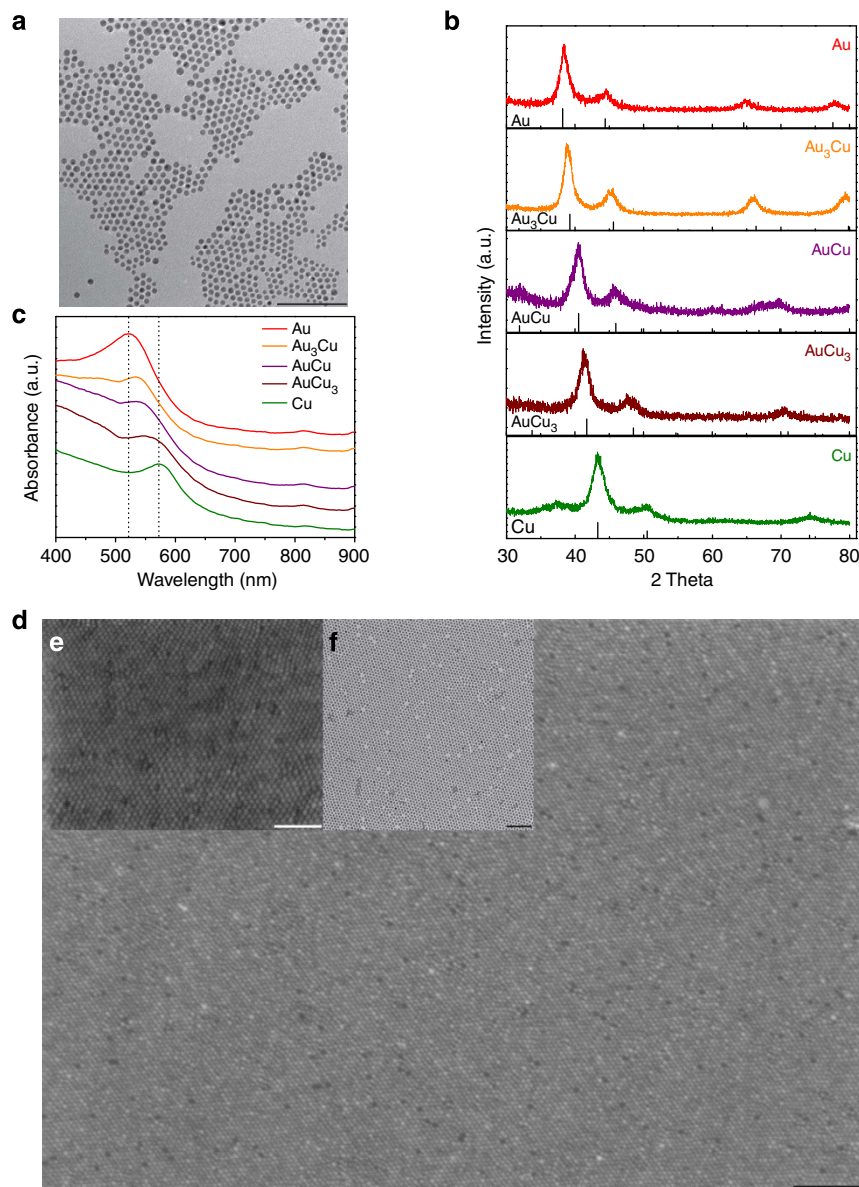 a
b
Au
Au
Au₃Cu
Au₃Cu
AuCu
AuCu
AuCu₃
AuCu₃
Cu
Cu
Intensity (a.u.)
30 40 50 60 70 80
2 Theta
c
Au
Au₃Cu
AuCu
AuCu₃
Cu
Absorbance (a.u.)
400 500 600 700 800 900
Wavelength (nm)
d
e
f